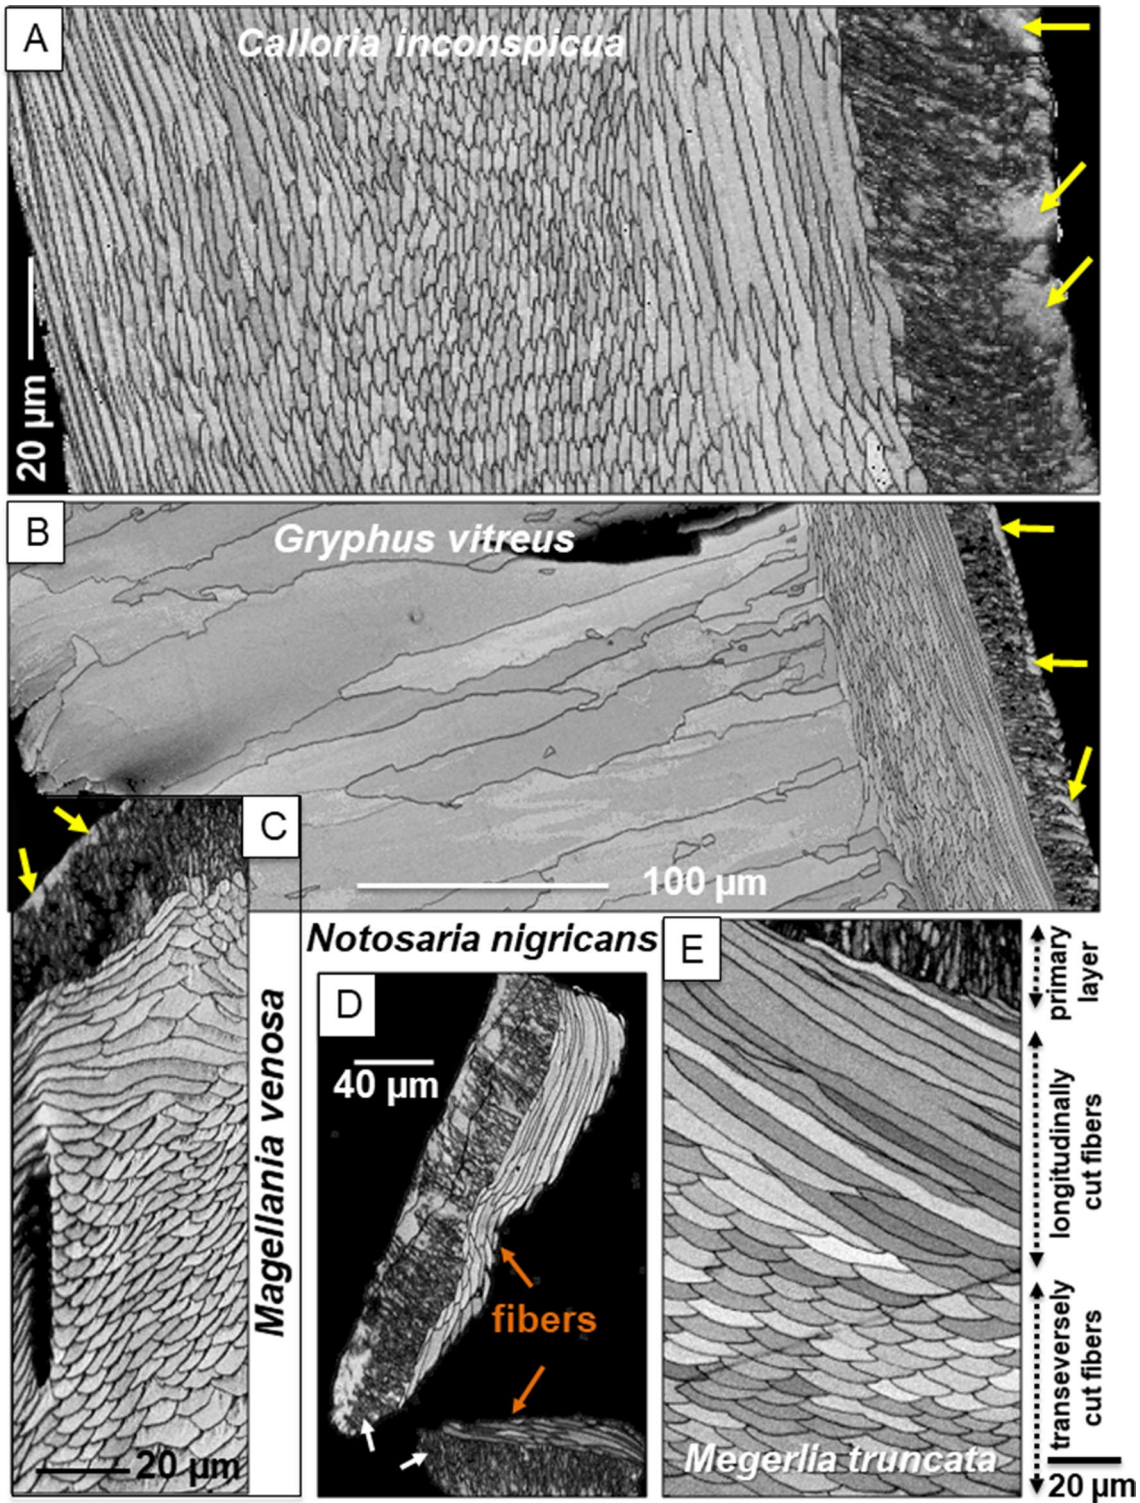 A
Calloria inconspicua
20 µm
B
Gryphus vitreus
100 µm
C
Magellania venosa
20 µm
Notosaria nigricans
D
40 µm
fibers
E
primary
layer
longitudinally
cut fibers
transeversely
cut fibers
Megerlia truncata
20 µm